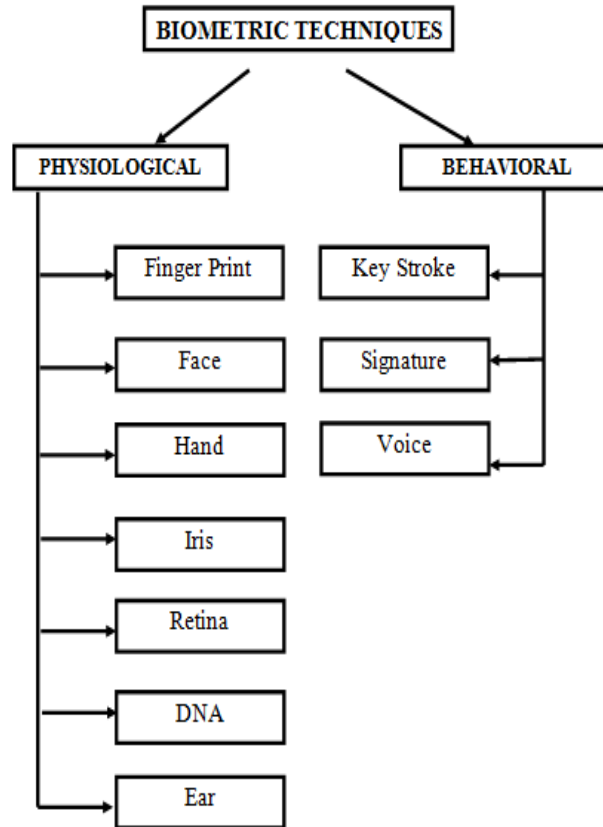 BIOMETRIC TECHNIQUES
PHYSIOLOGICAL
BEHAVIORAL
Finger Print
Key Stroke
Face
Signature
Hand
Voice
Iris
Retina
DNA
Ear